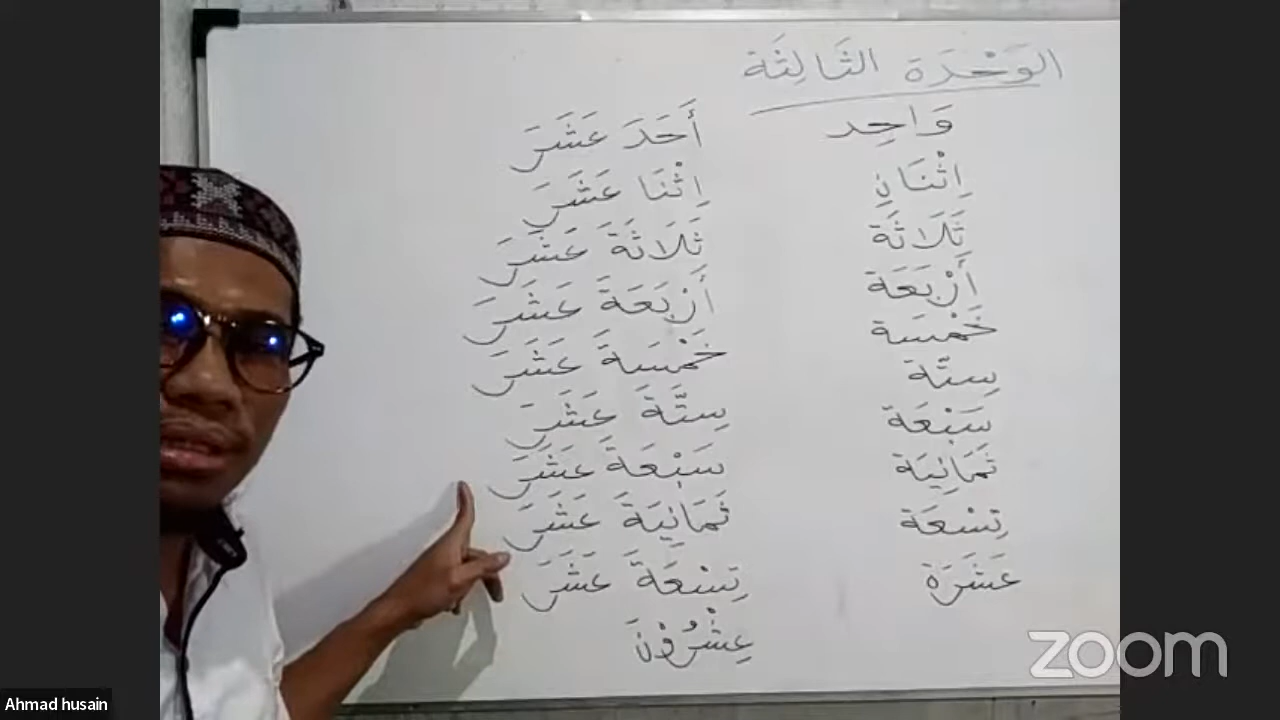 الوَحْدَة الثَالِثَة
وَاحِد
اِثْنَانِ
ثَلَاثَة
أَرْبَعَة
خَمْسَة
سِتَّة
سَبْعَة
ثَمَانِيَة
تِسْعَة
عَشَرَة
أَحَدَ عَشَرَ
اِثْنَا عَشَرَ
ثَلَاثَةَ عَشَرَ
أَرْبَعَةَ عَشَرَ
خَمْسَةَ عَشَرَ
سِتَّةَ عَشَرَ
سَبْعَةَ عَشَرَ
ثَمَانِيَةَ عَشَرَ
تِسْعَةَ عَشَرَ
عِشْرُوْنَ
zoom
Ahmad husain